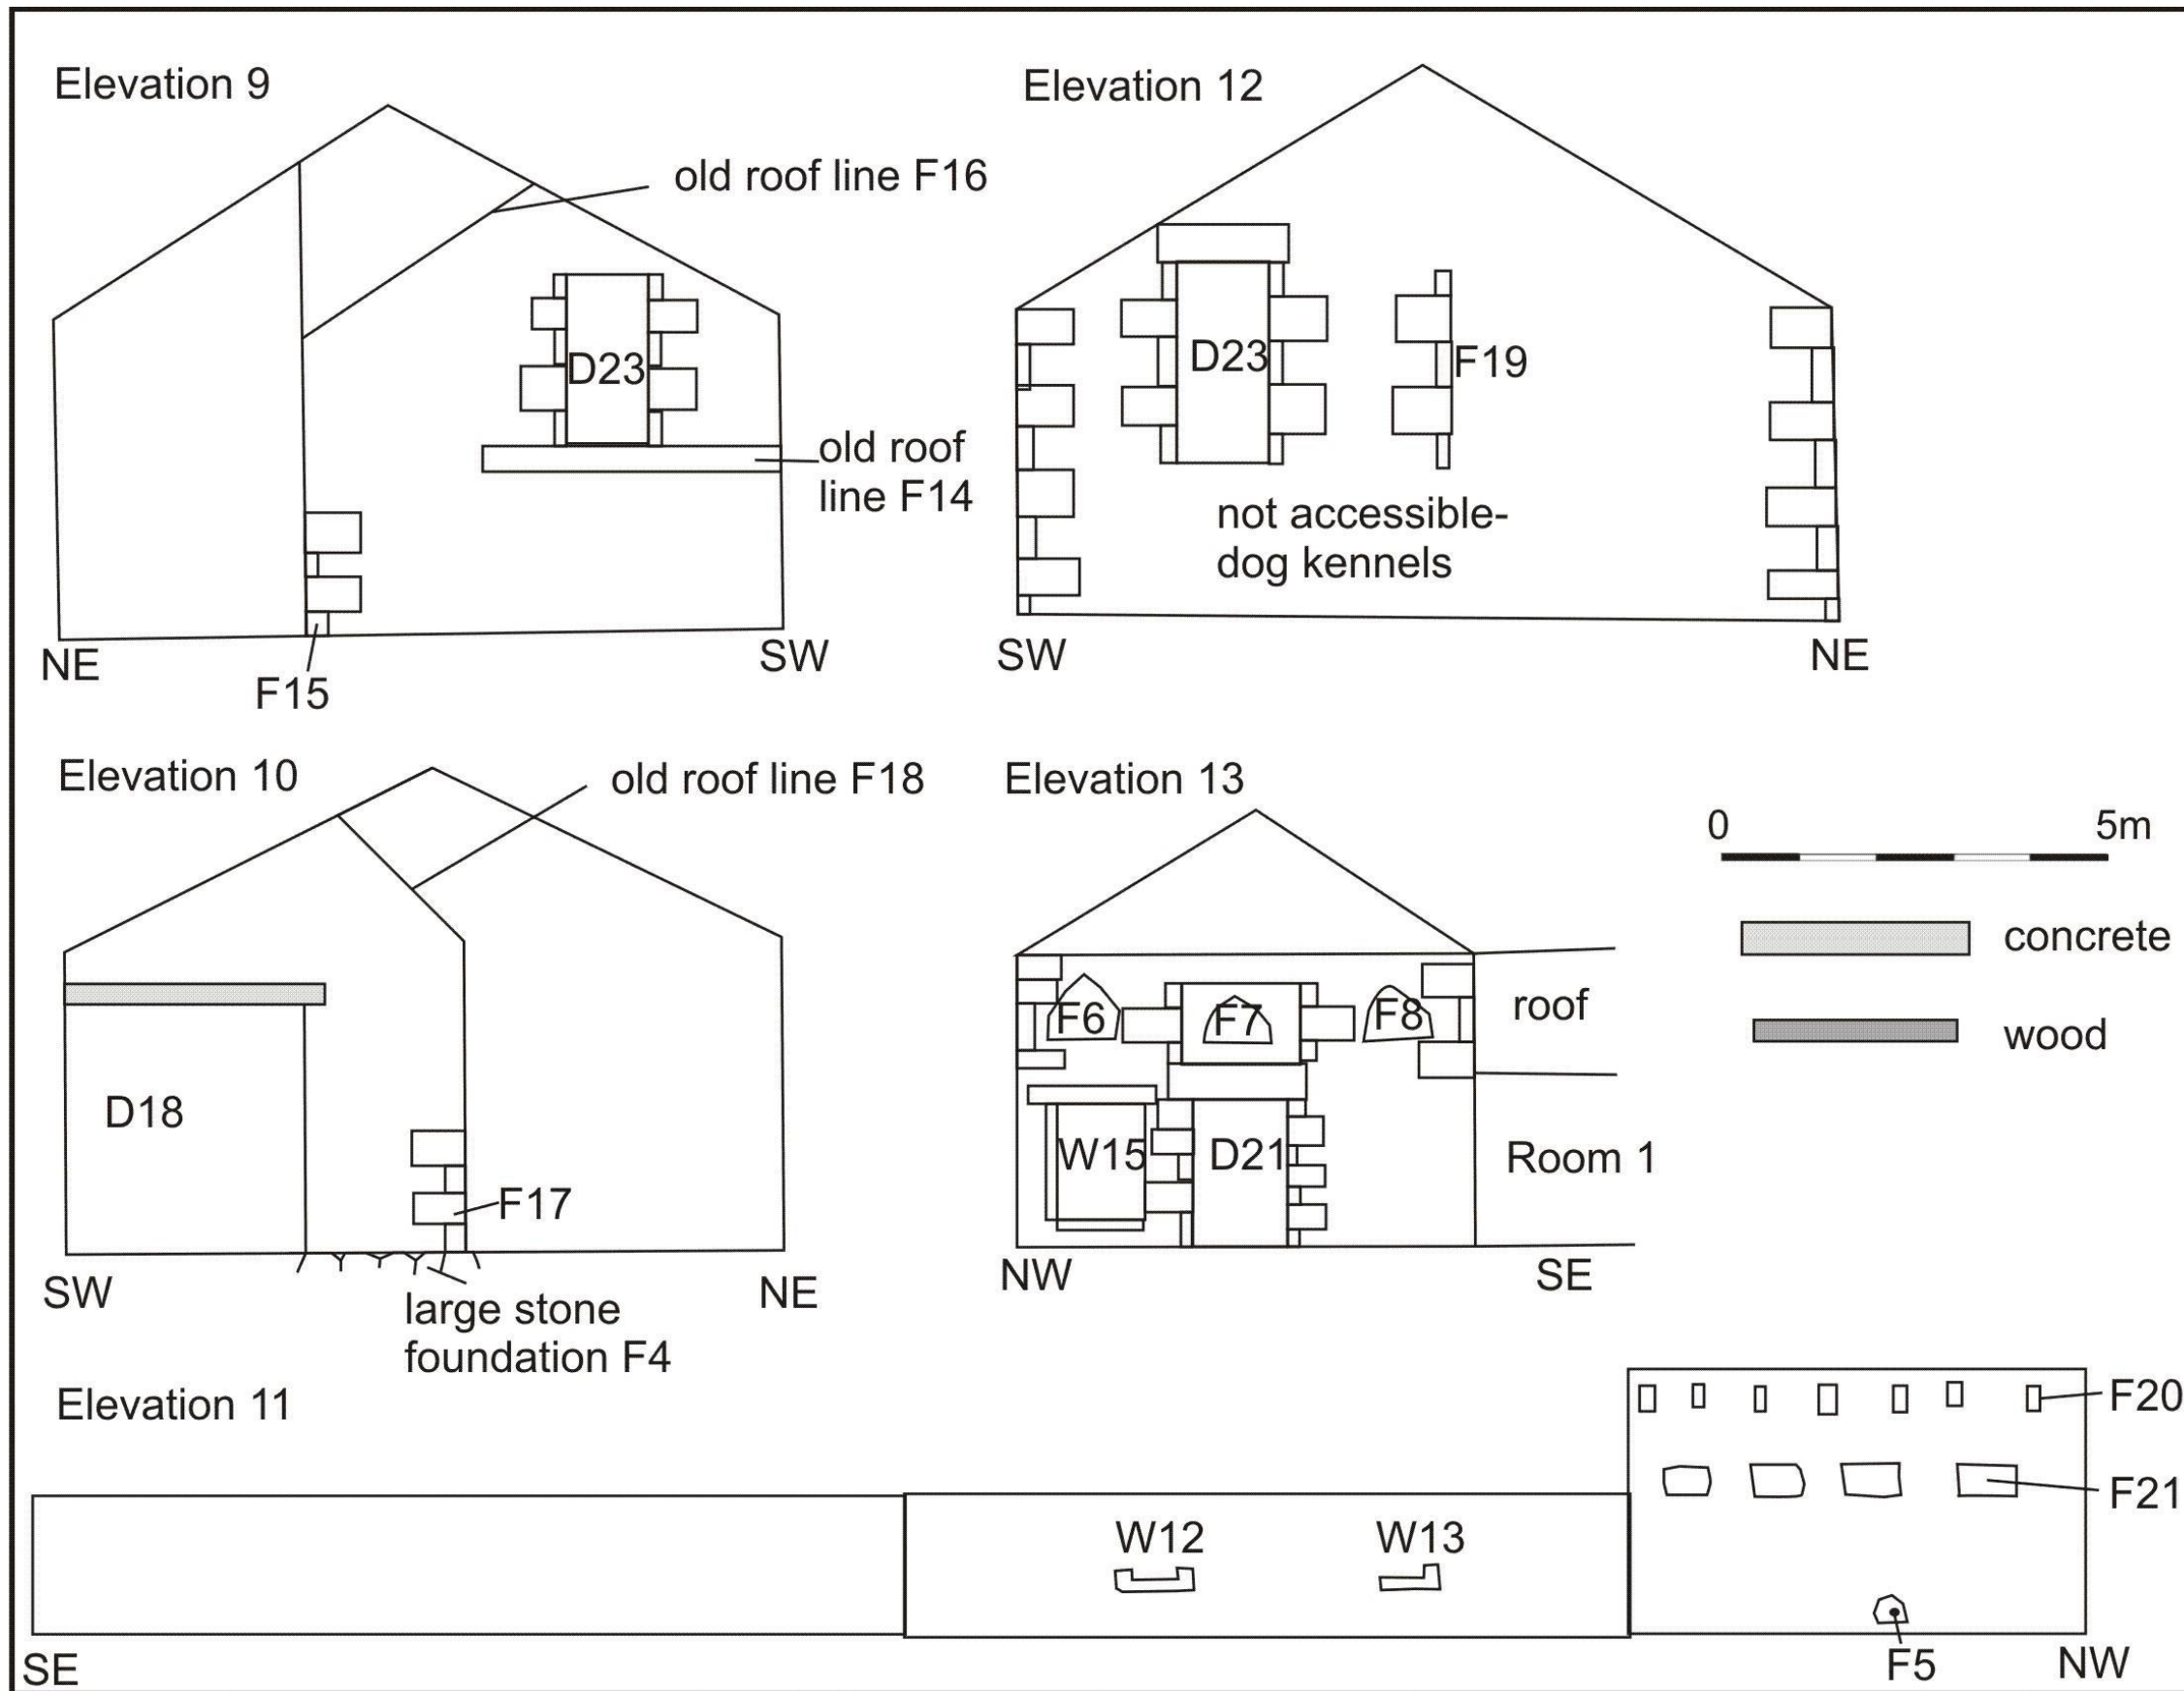 Elevation 9
old roof line F16
D23
old roof
line F14
NE
SW
F15
Elevation 12
D23
F19
not accessible-
dog kennels
SW
NE
Elevation 10
old roof line F18
D18
F17
SW
NE
large stone
foundation F4
Elevation 13
F6
F7
F8
roof
W15
D21
Room 1
NW
SE
0
5m
concrete
wood
Elevation 11
F20
F21
W12
W13
F5
SE
NW